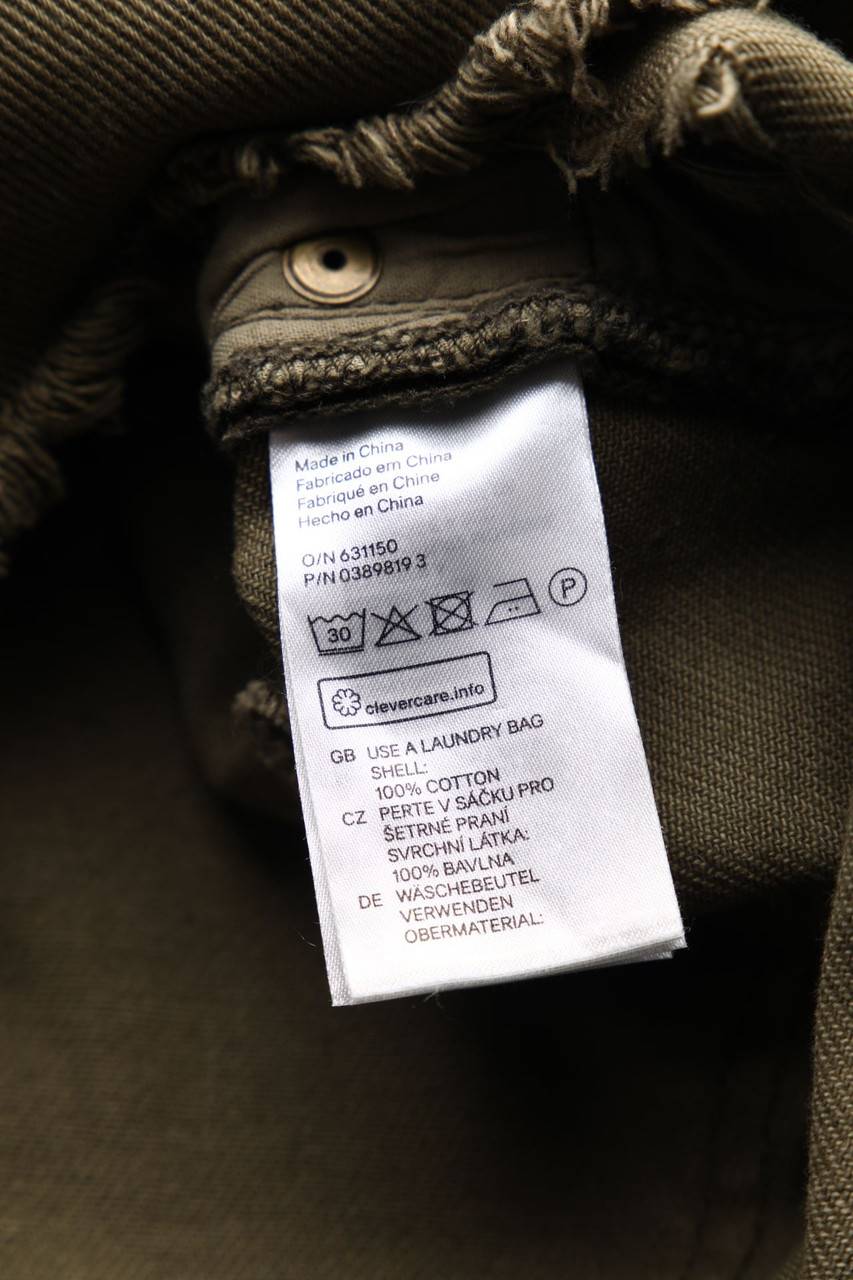 Made in China
Fabricado em China
Fabriqué en Chine
Hecho en China
O/N 631150
P/N 0389819 3
30
P
clevercare.info
GB USE A LAUNDRY BAG
SHELL:
100% COTTON
CZ PERTE V SÁČKU PRO
ŠETRNÉ PRANÍ
SVRCHNÍ LÁTKA:
100% BAVLNA
DE WÄSCHEBEUTEL
VERWENDEN
OBERMATERIAL: